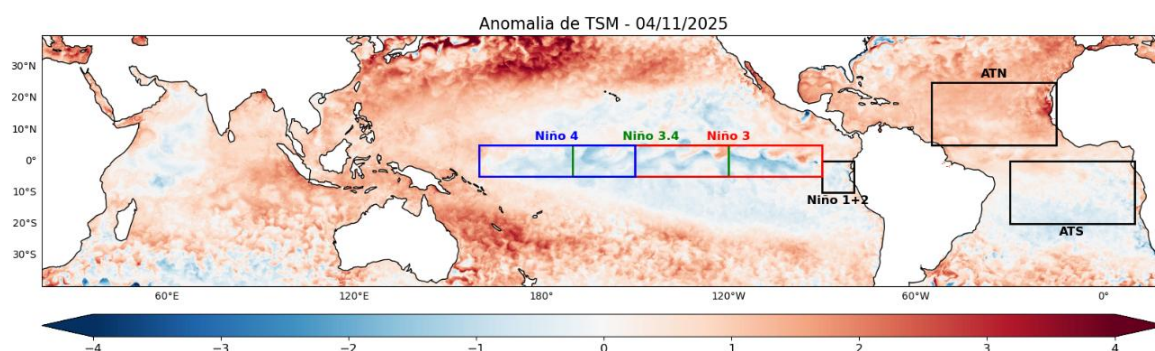 Anomalia de TSM - 04/11/2025
30°N
20°N
10°N
0°
10°S
20°S
30°S
ATN
Niño 4
Niño 3.4
Niño 3
Niño 1+2
ATS
60°E
120°E
180°
120°W
60°W
0°
−4
−3
−2
−1
0
1
2
3
4